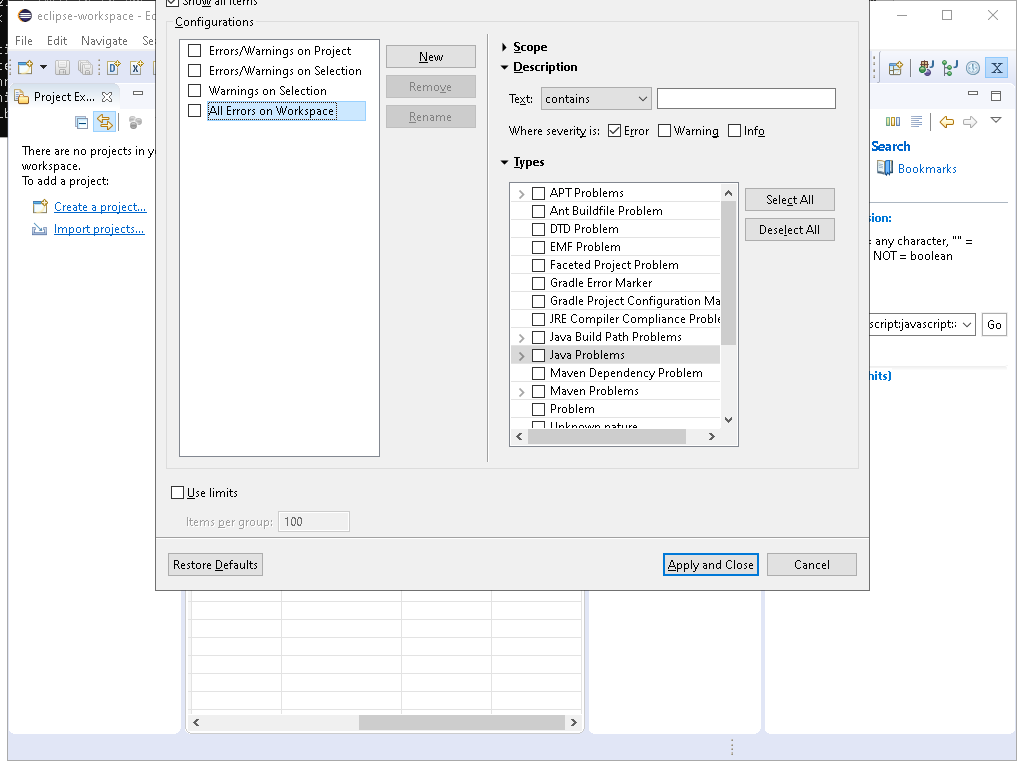 eclipse-workspace - Ec
Show all items
File Edit Navigate Se
Configurations
Errors/Warnings on Project
Errors/Warnings on Selection
Warnings on Selection
All Errors on Workspace
New
Remove
Rename
Scope
Description
Text: contains
Where severity is: Error Warning Info
Types
APT Problems
Ant Buildfile Problem
DTD Problem
EMF Problem
Faceted Project Problem
Gradle Error Marker
Gradle Project Configuration Ma
JRE Compiler Compliance Proble
Java Build Path Problems
Java Problems
Maven Dependency Problem
Maven Problems
Problem
Unknown nature
Select All
Deselect All
Use limits
Items per group: 100
Restore Defaults
Apply and Close
Cancel
Project Ex...
There are no projects in y
workspace.
To add a project:
Create a project...
Import projects...
Search
Bookmarks
sion:
= any character, "" =
NOT = boolean
script:javascript:
Go
hits)